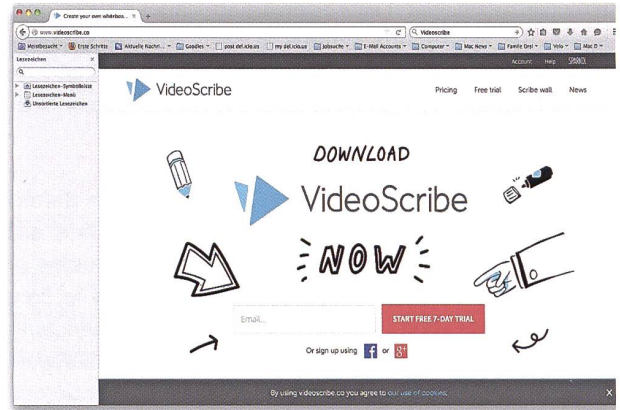 Create your own whiteboa... × +
www.videoscribe.co
Videoscribe
Meistbesucht Erste Schritte Aktuelle Nachri... Goodies post del.icio.us my del.icio.us Jobsuche E-Mail Accounts Computer Mac News Familie Drei Velo Mac O
Lesezeichen ×
Lesezeichen-Symbolleiste
Lesezeichen-Menü
Unsortierte Lesezeichen
Account Help
VideoScribe
Pricing Free trial Scribe wall News
DOWNLOAD
VideoScribe
NOW
Email...
START FREE 7-DAY TRIAL
Or sign up using f or g+
By using videoscribe.co you agree to our use of cookies. X